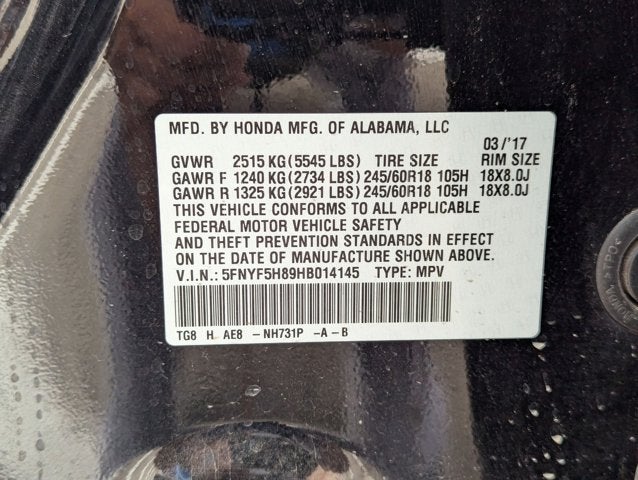 MFD. BY HONDA MFG. OF ALABAMA, LLC
03/'17
GVWR 2515 KG (5545 LBS) TIRE SIZE RIM SIZE
GAWR F 1240 KG (2734 LBS) 245/60R18 105H 18X8.0J
GAWR R 1325 KG (2921 LBS) 245/60R18 105H 18X8.0J
THIS VEHICLE CONFORMS TO ALL APPLICABLE
FEDERAL MOTOR VEHICLE SAFETY
AND THEFT PREVENTION STANDARDS IN EFFECT
ON THE DATE OF MANUFACTURE SHOWN ABOVE.
V.I.N.: 5FNYF5H89HB014145 TYPE: MPV
TG8 H AE8 -NH731P -A-B
>TPO<